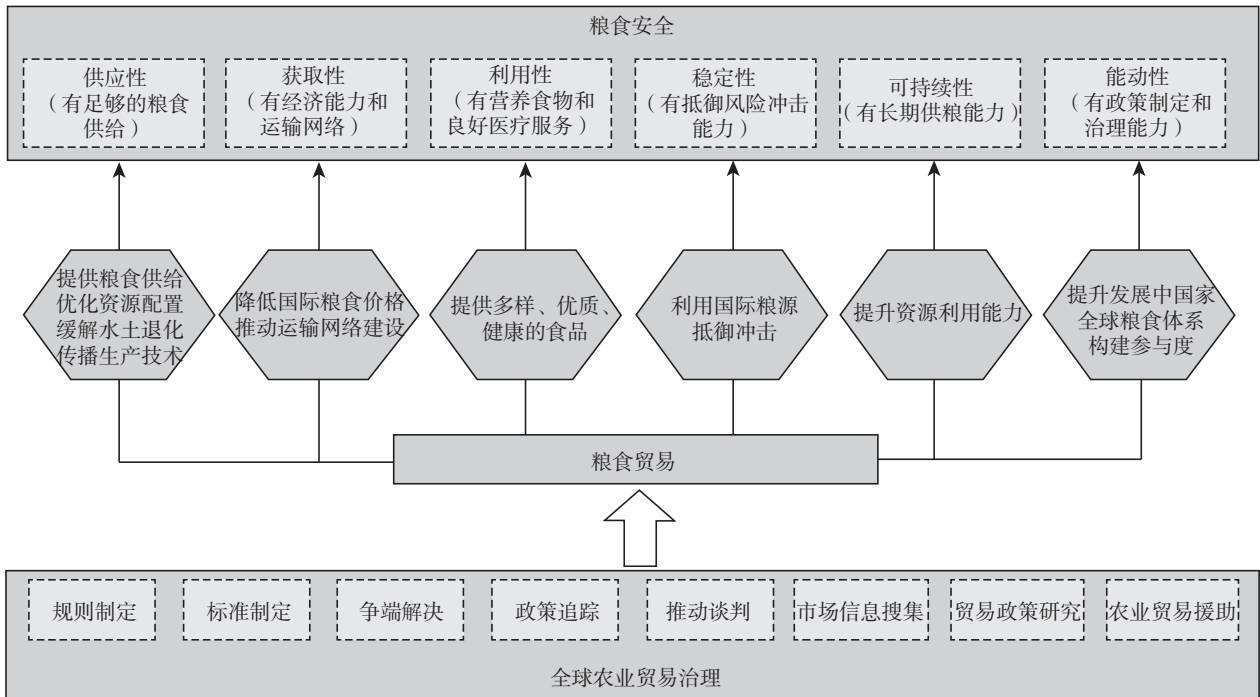 粮食安全
供应性
（有足够的粮食
供给）
获取性
（有经济能力和
运输网络）
利用性
（有营养食物和
良好医疗服务）
稳定性
（有抵御风险冲击
能力）
可持续性
（有长期供粮能力）
能动性
（有政策制定和
治理能力）
提供粮食供给
优化资源配置
缓解水土退化
传播生产技术
降低国际粮食价格
推动运输网络建设
提供多样、优质、
健康的食品
利用国际粮源
抵御冲击
提升资源利用能力
提升发展中国家
全球粮食体系
构建参与度
粮食贸易
规则制定
标准制定
争端解决
政策追踪
推动谈判
市场信息搜集
贸易政策研究
农业贸易援助
全球农业贸易治理